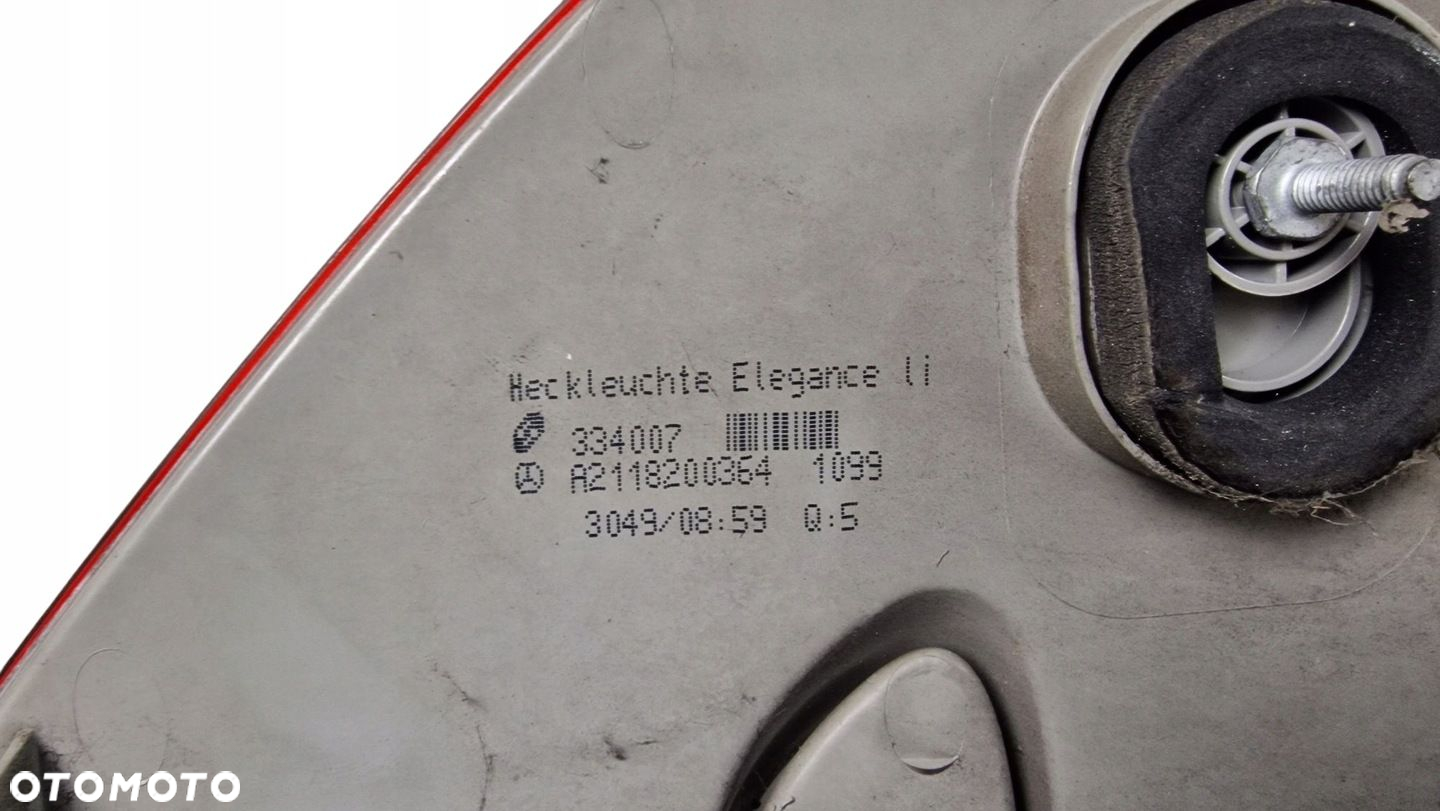 Heckleuchte Elegance li
334007
A2118200364 1099
3049/08:59 Q:5
OTOMOTO